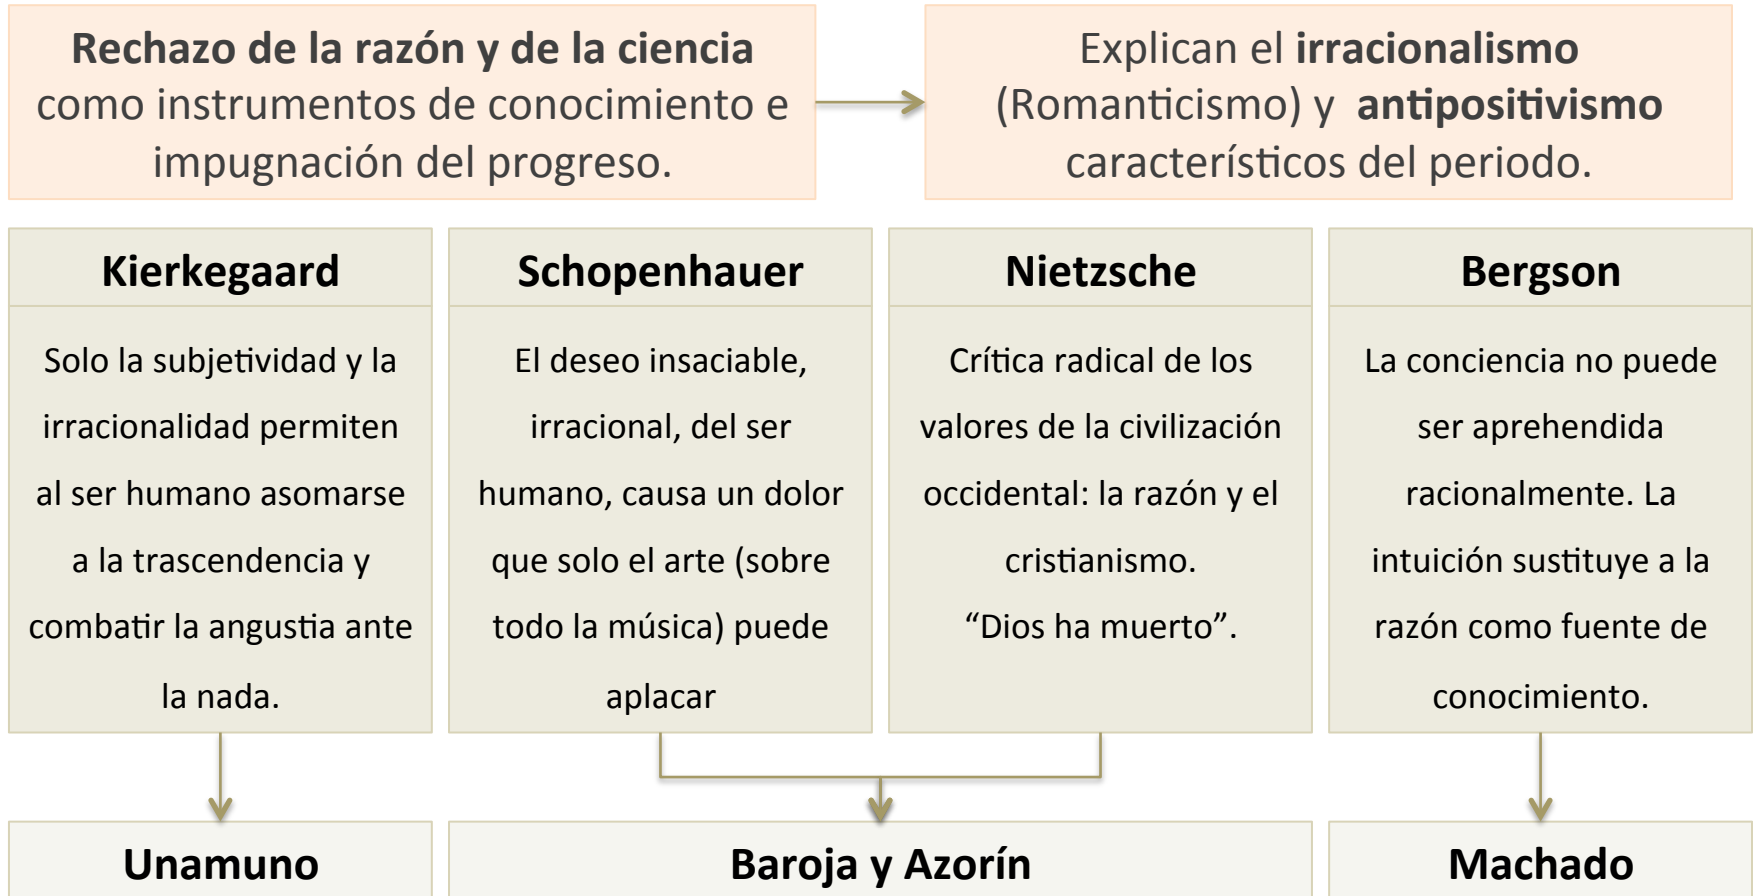 Rechazo de la razón y de la ciencia
como instrumentos de conocimiento e
impugnación del progreso.
Explican el irracionalismo
(Romanticismo) y antipositivismo
característicos del periodo.
Kierkegaard
Solo la subjetividad y la
irracionalidad permiten
al ser humano asomarse
a la trascendencia y
combatir la angustia ante
la nada.
Schopenhauer
El deseo insaciable,
irracional, del ser
humano, causa un dolor
que solo el arte (sobre
todo la música) puede
aplacar
Nietzsche
Crítica radical de los
valores de la civilización
occidental: la razón y el
cristianismo.
“Dios ha muerto”.
Bergson
La conciencia no puede
ser aprehendida
racionalmente. La
intuición sustituye a la
razón como fuente de
conocimiento.
Unamuno
Baroja y Azorín
Machado